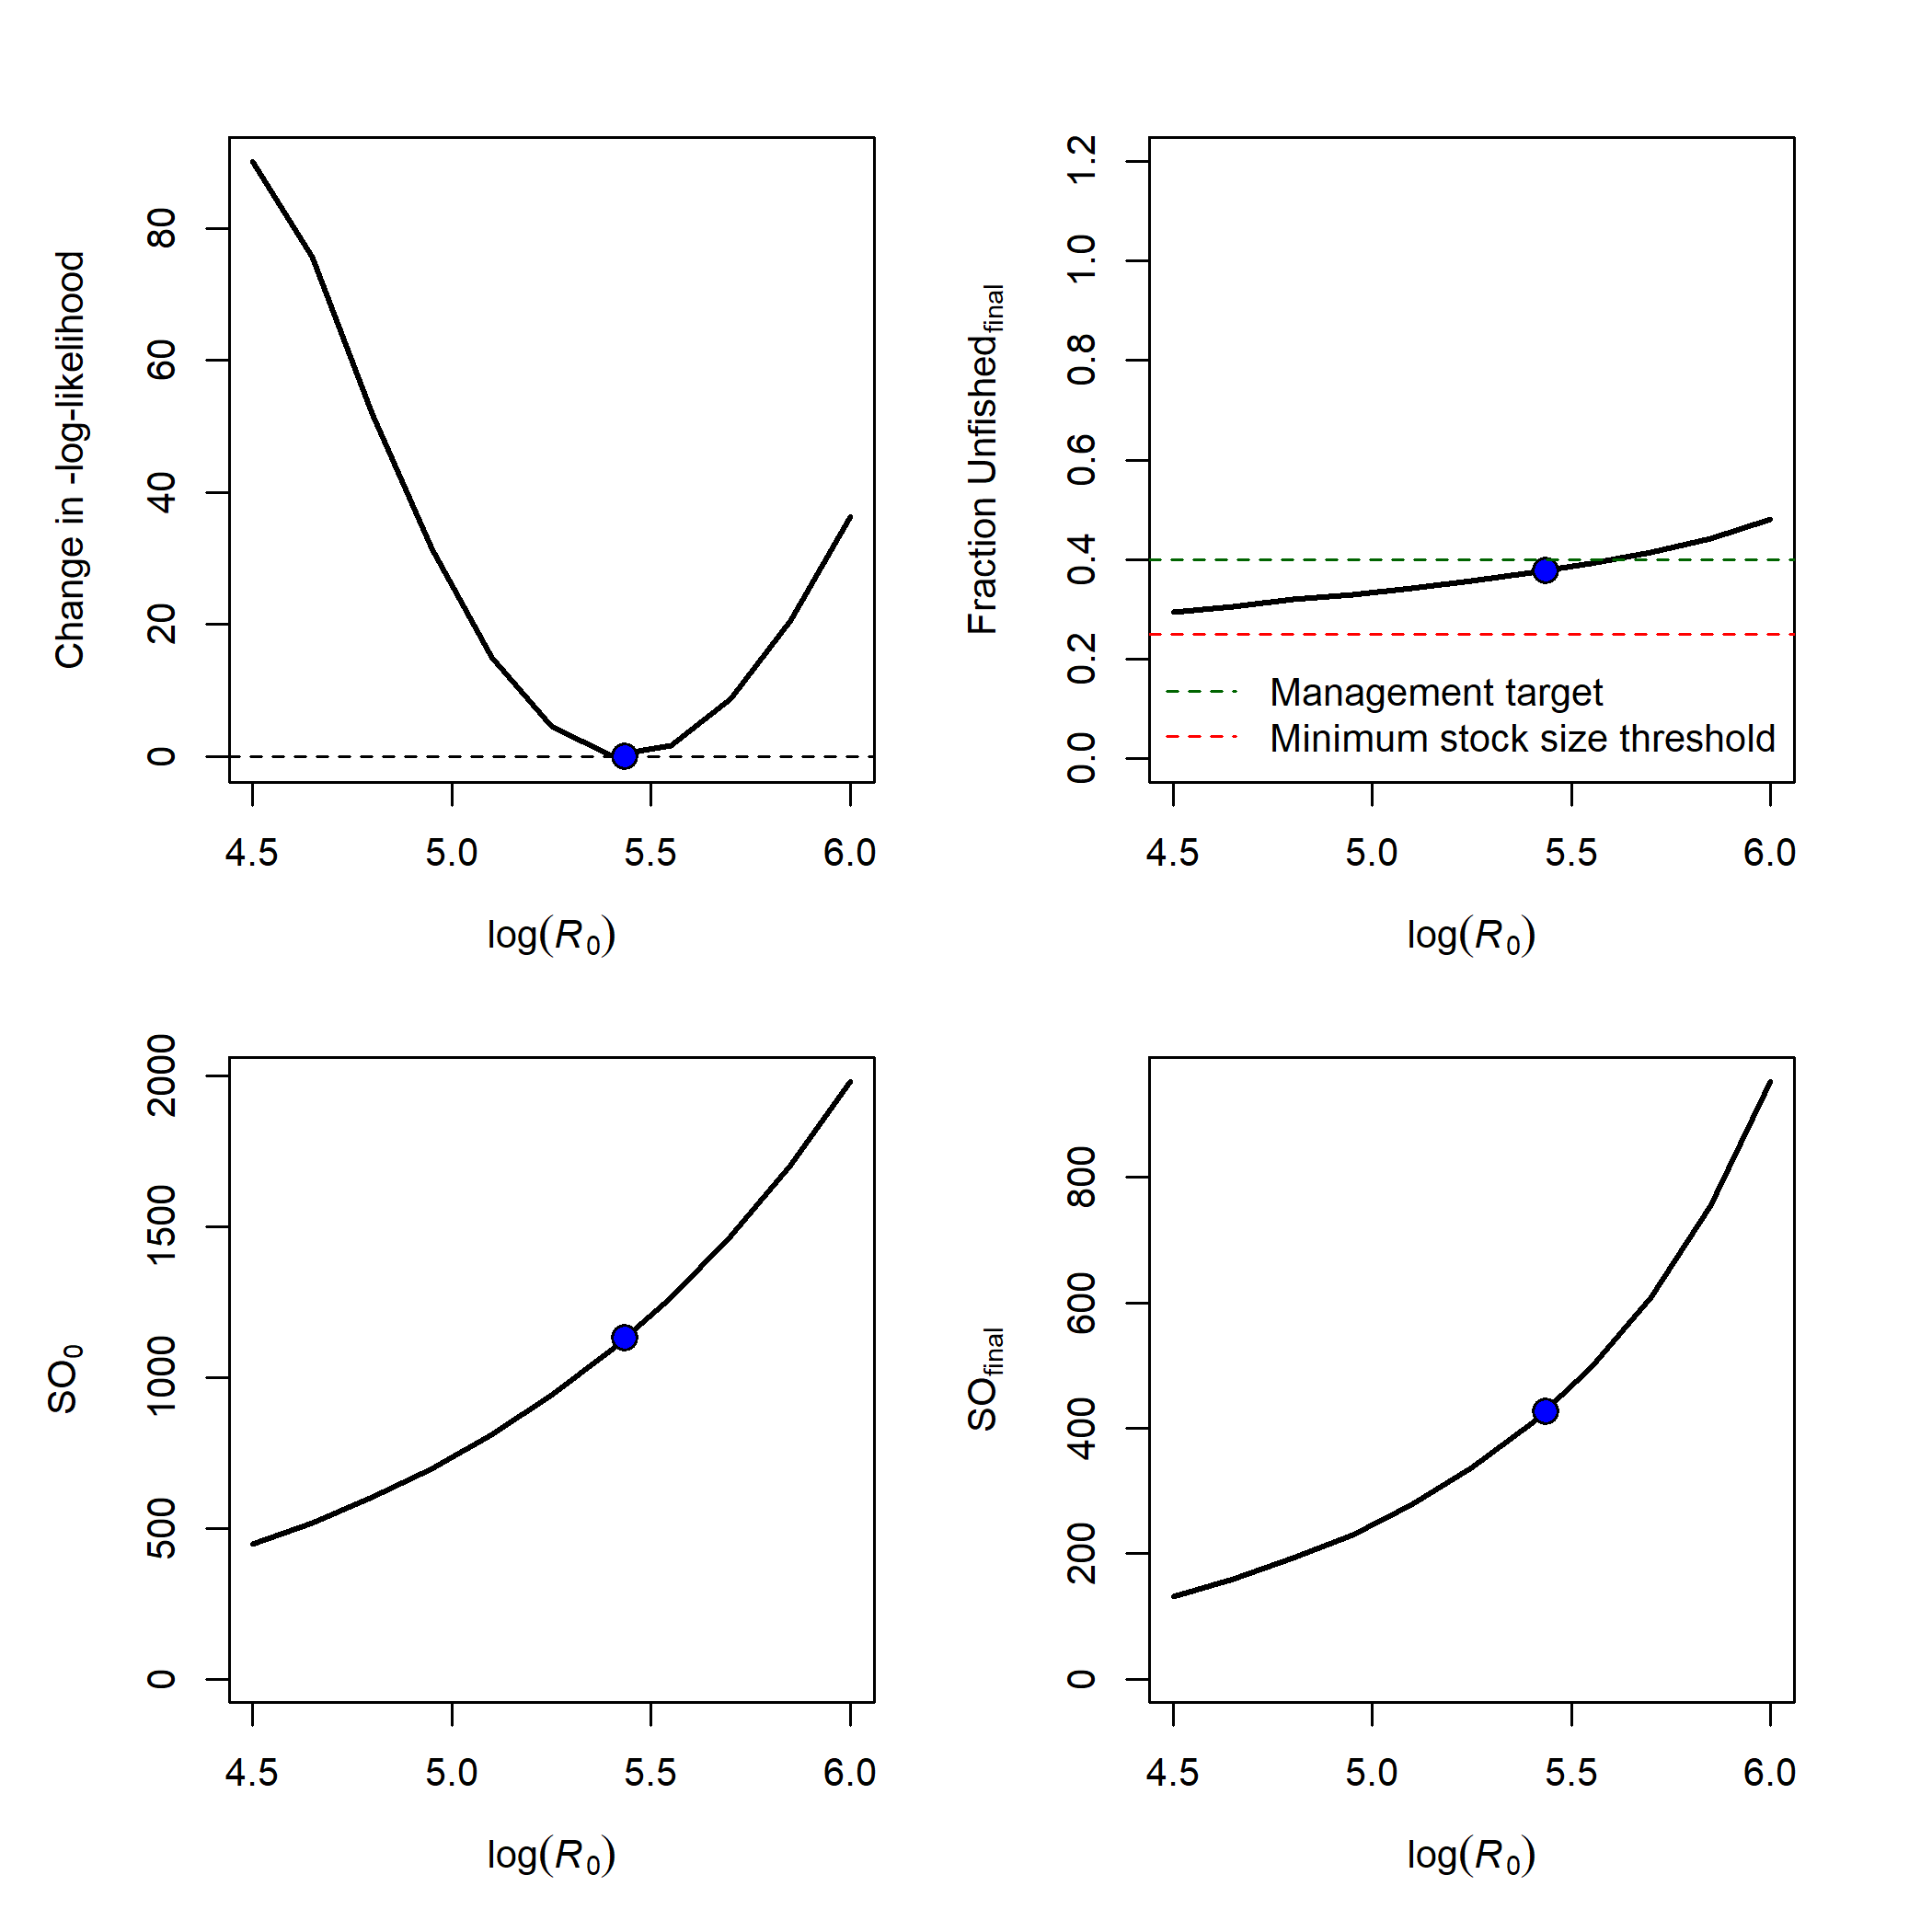 Change in -log-likelihood
0
20
40
60
80
4.5 5.0 5.5 6.0
log(R0)
Fraction Unfishedfinal
0.0
0.2
0.4
0.6
0.8
1.0
1.2
Management target
Minimum stock size threshold
4.5 5.0 5.5 6.0
log(R0)
SO0
0
500
1000
1500
2000
4.5 5.0 5.5 6.0
log(R0)
SOfinal
0
200
400
600
800
4.5 5.0 5.5 6.0
log(R0)